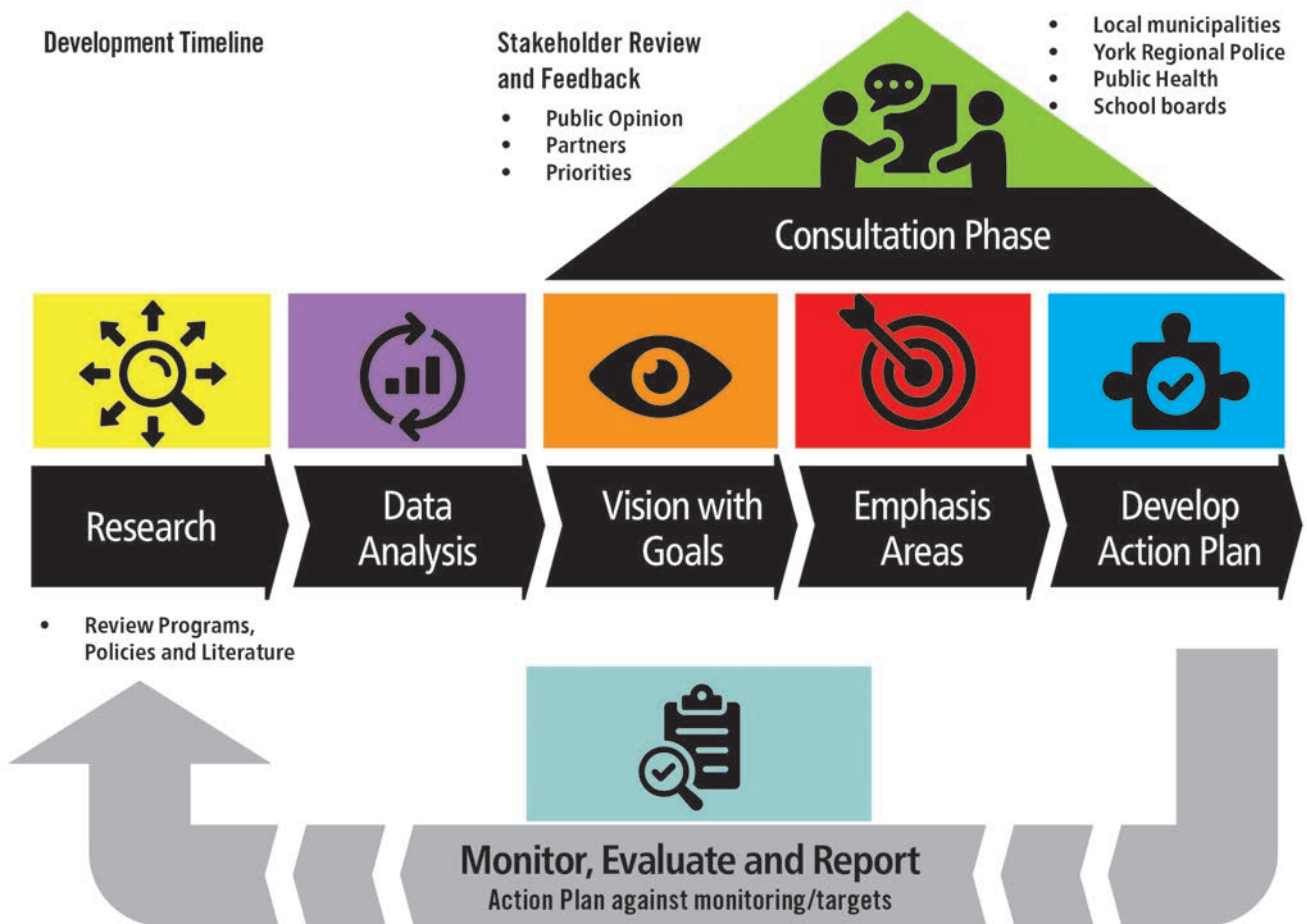 Development Timeline
Stakeholder Review
and Feedback
• Public Opinion
• Partners
• Priorities
• Local municipalities
• York Regional Police
• Public Health
• School boards
Consultation Phase
Research
Data
Analysis
Vision with
Goals
Emphasis
Areas
Develop
Action Plan
• Review Programs,
Policies and Literature
Monitor, Evaluate and Report
Action Plan against monitoring/targets